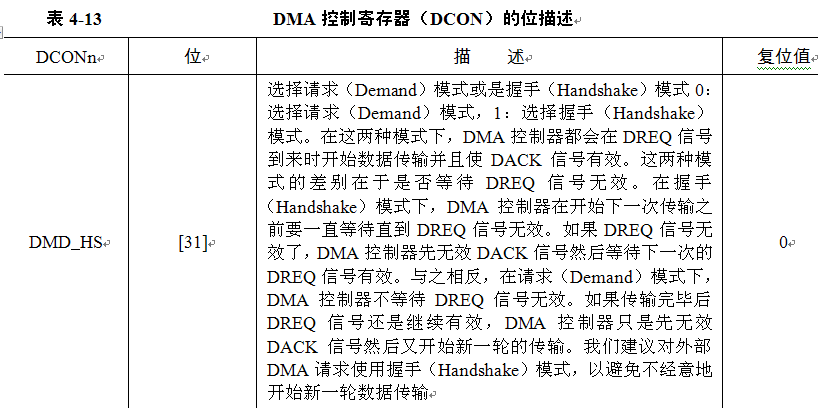 表 4-13 DMA 控制寄存器（DCON）的位描述
DCONn 位 描 述 复位值
选择请求（Demand）模式或是握手（Handshake）模式 0：
选择请求（Demand）模式，1：选择握手（Handshake）
模式。在这两种模式下，DMA 控制器都会在 DREQ 信号
到来时开始数据传输并且使 DACK 信号有效。这两种模
式的差别在于是否等待 DREQ 信号无效。在握手
（Handshake）模式下，DMA 控制器在开始下一次传输之
前要一直等待直到 DREQ 信号无效。如果 DREQ 信号无
效了，DMA 控制器先无效 DACK 信号然后等待下一次的
DREQ 信号有效。与之相反，在请求（Demand）模式下，
DMA 控制器不等待 DREQ 信号无效。如果传输完毕后
DREQ 信号还是继续有效，DMA 控制器只是先无效
DACK 信号然后又开始新一轮的传输。我们建议对外部
DMA 请求使用握手（Handshake）模式，以避免不经意地
开始新一轮数据传输
DMD_HS [31] 0